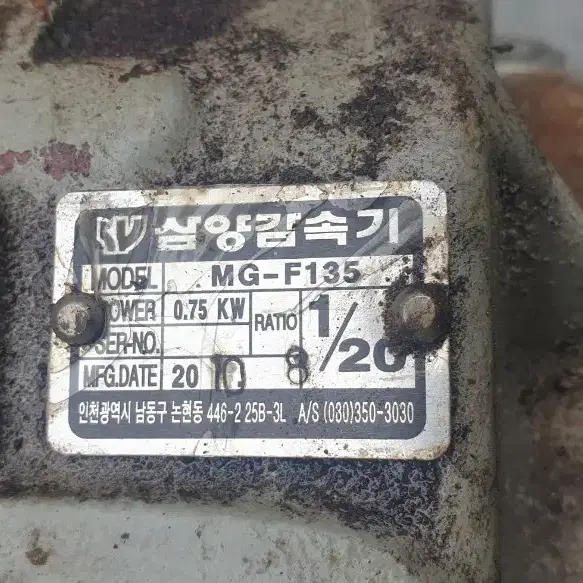 삼양감속기
MODEL MG-F135
POWER 0.75 KW RATIO 1/20
SER-NO.
MFG.DATE 20 10 8
인천광역시 남동구 논현동 446-2 25B-3L A/S (030)350-3030